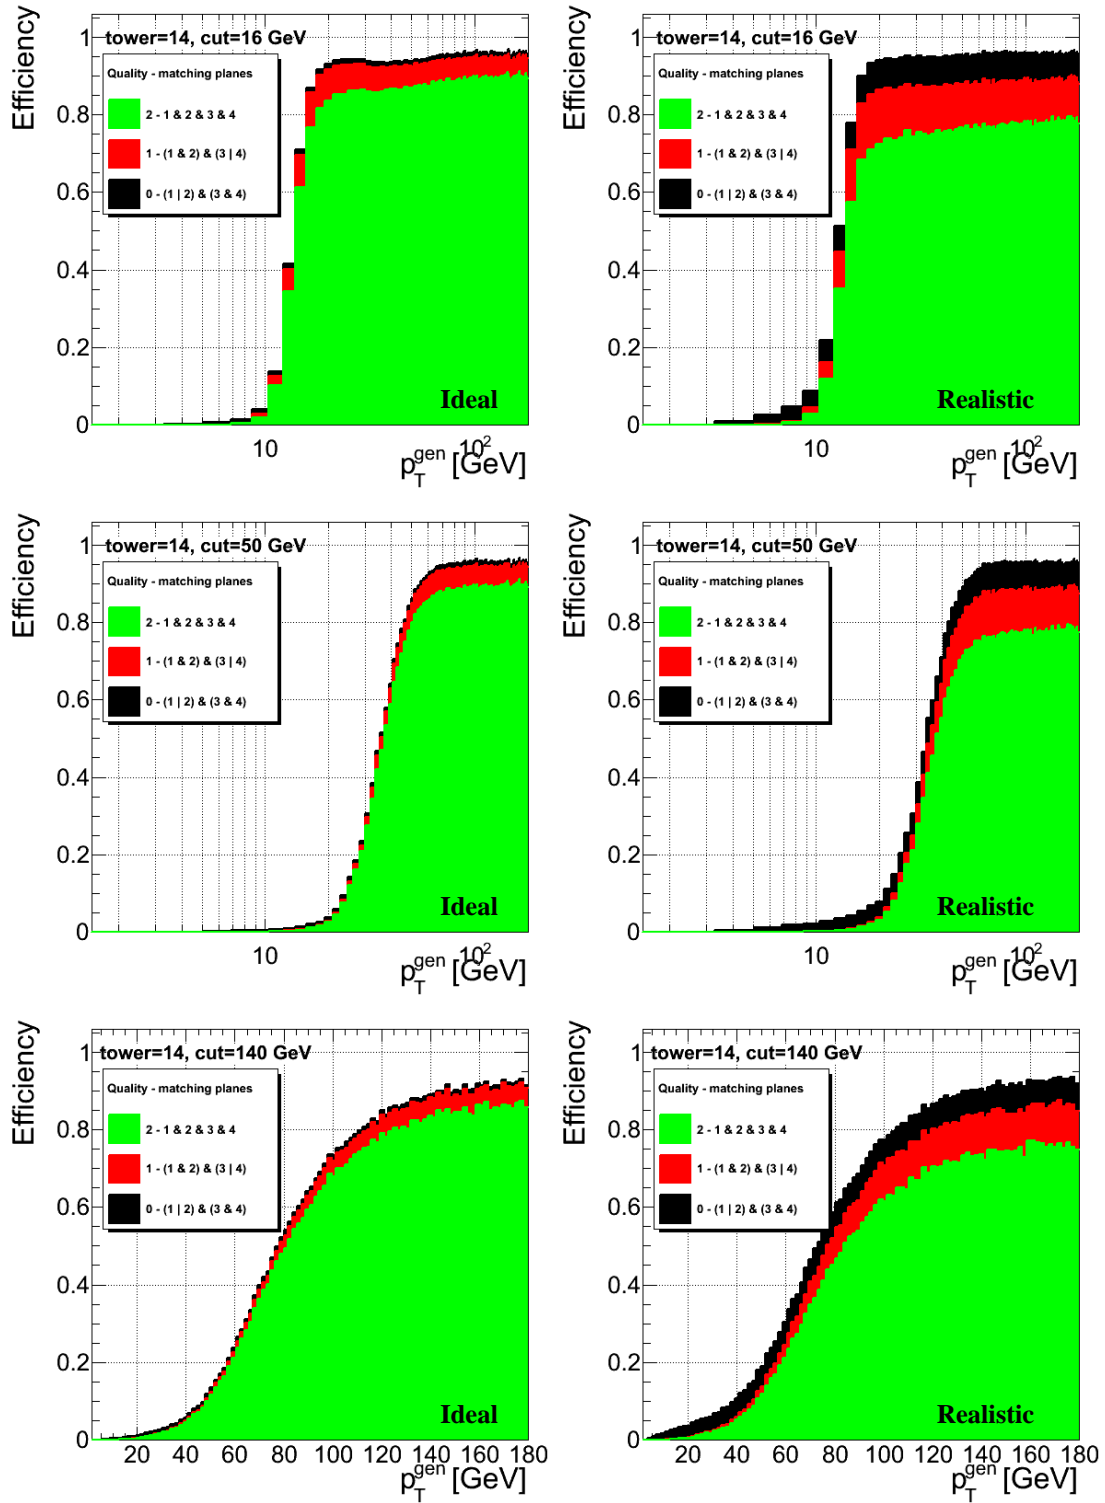 tower=14, cut=16 GeV
Efficiency
Quality - matching planes
2 - 1 & 2 & 3 & 4
1 - (1 & 2) & (3 | 4)
0 - (1 | 2) & (3 & 4)
1
0.8
0.6
0.4
0.2
0
Ideal
10 10^2
p_T^gen [GeV]
tower=14, cut=16 GeV
Efficiency
Quality - matching planes
2 - 1 & 2 & 3 & 4
1 - (1 & 2) & (3 | 4)
0 - (1 | 2) & (3 & 4)
1
0.8
0.6
0.4
0.2
0
Realistic
10 10^2
p_T^gen [GeV]
tower=14, cut=50 GeV
Efficiency
Quality - matching planes
2 - 1 & 2 & 3 & 4
1 - (1 & 2) & (3 | 4)
0 - (1 | 2) & (3 & 4)
1
0.8
0.6
0.4
0.2
0
Ideal
10 10^2
p_T^gen [GeV]
tower=14, cut=50 GeV
Efficiency
Quality - matching planes
2 - 1 & 2 & 3 & 4
1 - (1 & 2) & (3 | 4)
0 - (1 | 2) & (3 & 4)
1
0.8
0.6
0.4
0.2
0
Realistic
10 10^2
p_T^gen [GeV]
tower=14, cut=140 GeV
Efficiency
Quality - matching planes
2 - 1 & 2 & 3 & 4
1 - (1 & 2) & (3 | 4)
0 - (1 | 2) & (3 & 4)
1
0.8
0.6
0.4
0.2
0
Ideal
20 40 60 80 100 120 140 160 180
p_T^gen [GeV]
tower=14, cut=140 GeV
Efficiency
Quality - matching planes
2 - 1 & 2 & 3 & 4
1 - (1 & 2) & (3 | 4)
0 - (1 | 2) & (3 & 4)
1
0.8
0.6
0.4
0.2
0
Realistic
20 40 60 80 100 120 140 160 180
p_T^gen [GeV]